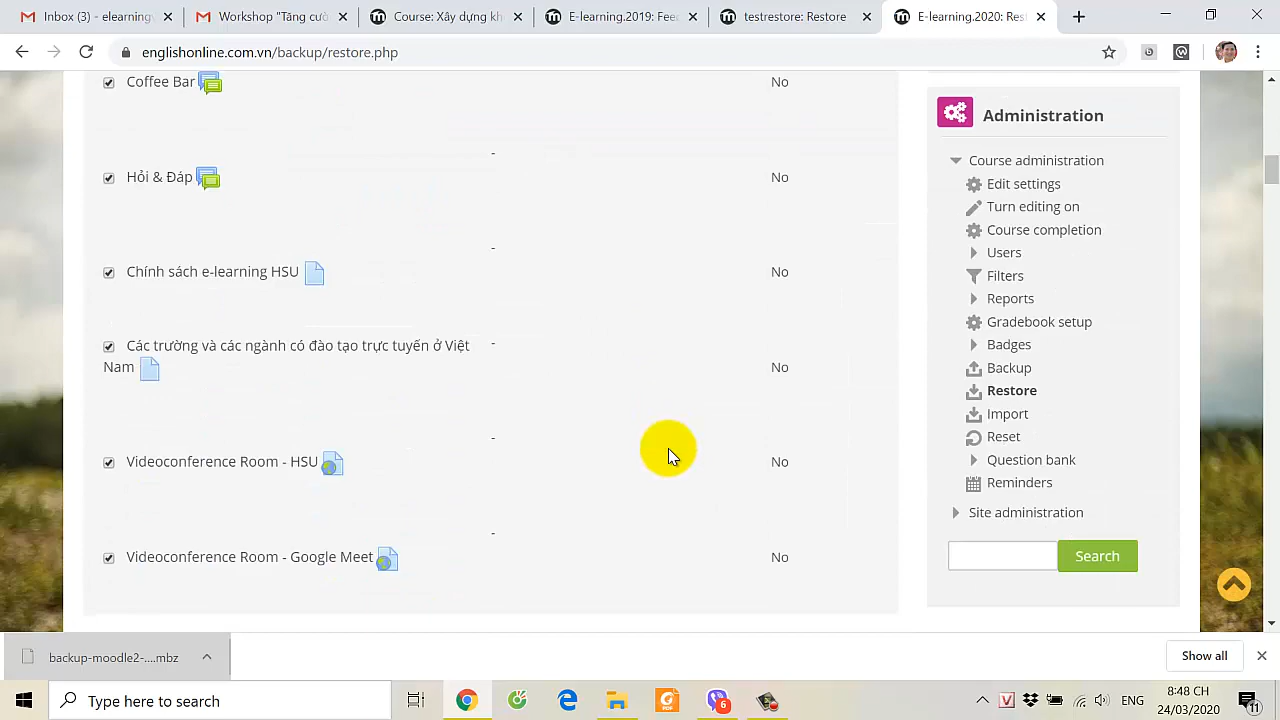 Inbox (3) - elearning
Workshop "Tăng cườ
Course: Xây dựng kh
E-learning.2019: Fee
testrestore: Restore
E-learning.2020: Res
englishonline.com.vn/backup/restore.php
Coffee Bar
No
-
Hỏi & Đáp
No
-
Chính sách e-learning HSU
No
-
Các trường và các ngành có đào tạo trực tuyến ở Việt
Nam
No
-
Videoconference Room - HSU
No
-
Videoconference Room - Google Meet
No
Administration
Course administration
Edit settings
Turn editing on
Course completion
Users
Filters
Reports
Gradebook setup
Badges
Backup
Restore
Import
Reset
Question bank
Reminders
Site administration
Search
backup-moodle2-....mbz
Show all
Type here to search
PDF
6
V
ENG
8:48 CH
24/03/2020
11